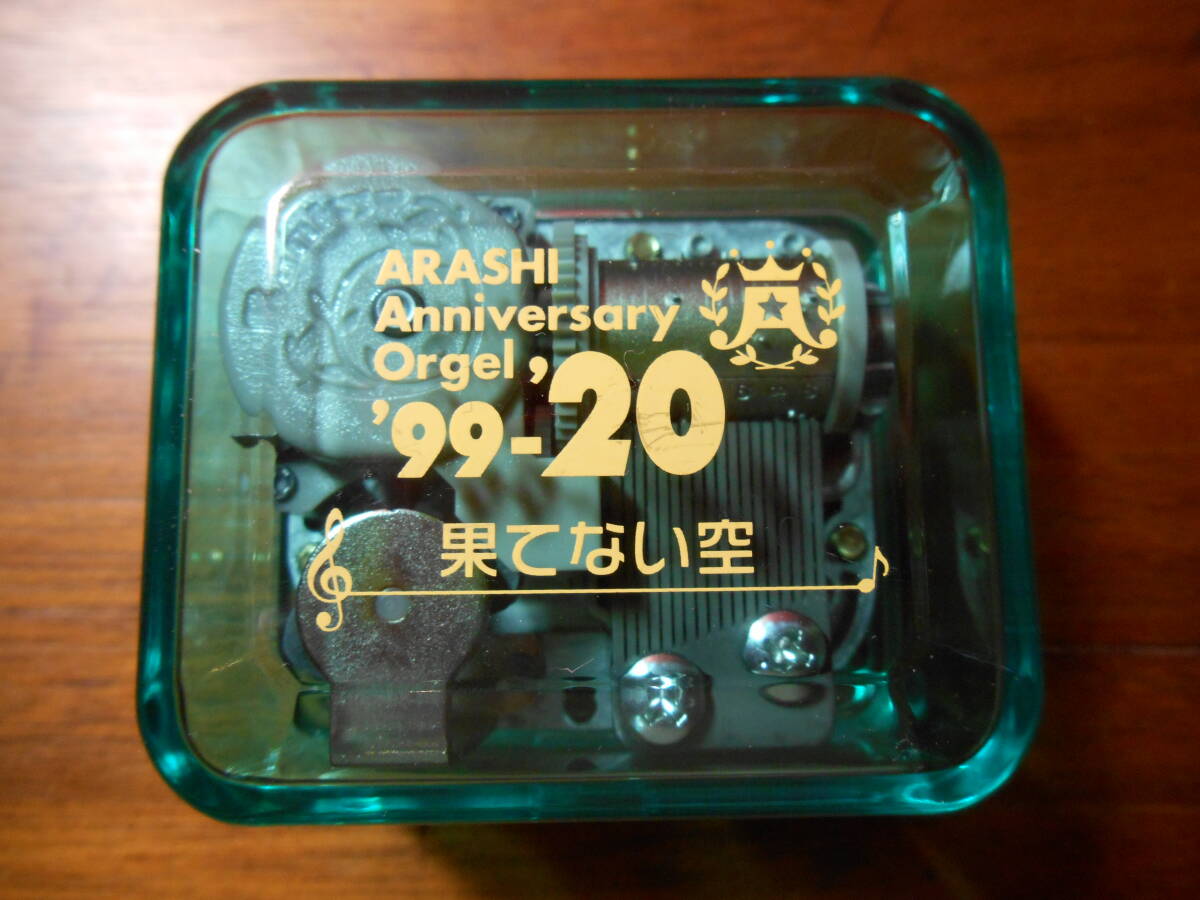 ARASHI
Anniversary
Orgel
'99-'20
果てない空